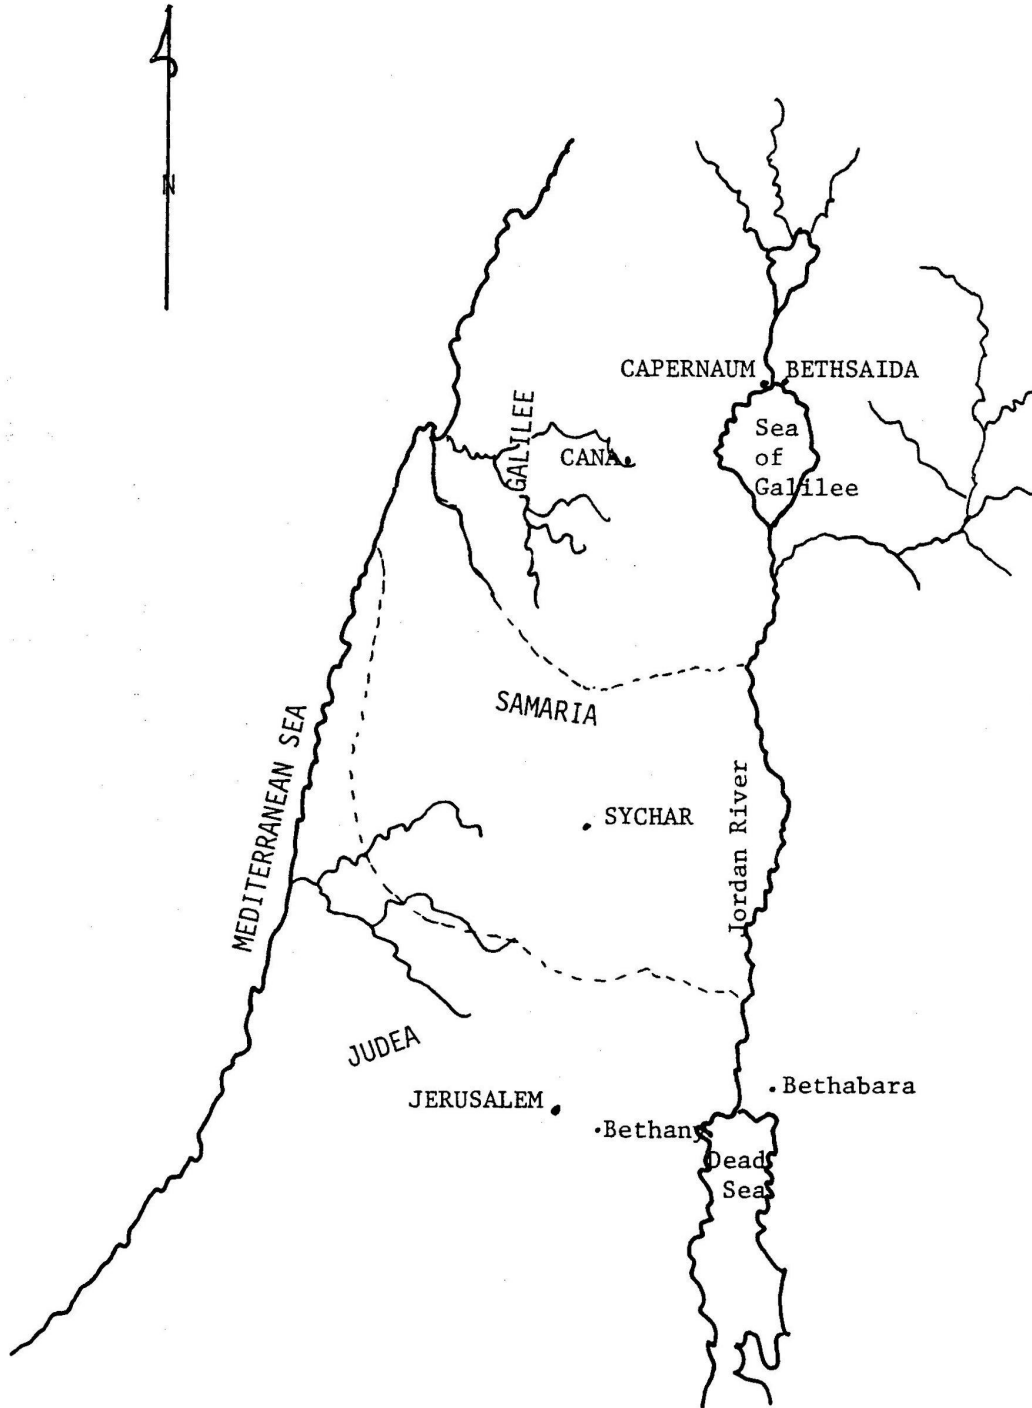 N
CAPERNAUM
BETHSAIDA
GALILEE
CANA
Sea
of
Galilee
SAMARIA
MEDITERRANEAN SEA
SYCHAR
Jordan River
JUDEA
JERUSALEM
Bethabara
Bethany
Dead
Sea